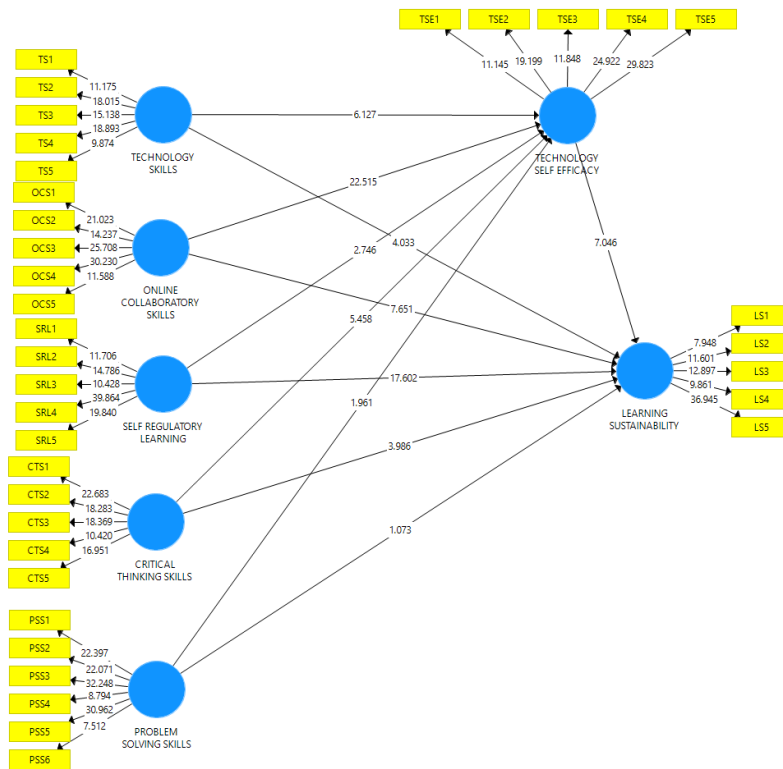 TSE1
TSE2
TSE3
TSE4
TSE5
11.145
19.199
11.848
24.922
29.823
TECHNOLOGY
SELF EFFICACY
TS1
TS2
TS3
TS4
TS5
11.175
18.015
15.138
18.893
9.874
TECHNOLOGY
SKILLS
OCS1
OCS2
OCS3
OCS4
OCS5
21.023
14.237
25.708
30.230
11.588
ONLINE
COLLABORATORY
SKILLS
SRL1
SRL2
SRL3
SRL4
SRL5
11.706
14.786
10.428
39.864
19.840
SELF REGULATORY
LEARNING
CTS1
CTS2
CTS3
CTS4
CTS5
22.683
18.283
18.369
10.420
16.951
CRITICAL
THINKING SKILLS
PSS1
PSS2
PSS3
PSS4
PSS5
PSS6
22.397
22.071
32.248
8.794
30.962
7.512
PROBLEM
SOLVING SKILLS
6.127
22.515
2.746
4.033
5.458
7.651
1.961
17.602
3.986
1.073
7.046
LS1
LS2
LS3
LS4
LS5
7.948
11.601
12.897
9.861
36.945
LEARNING
SUSTAINABILITY